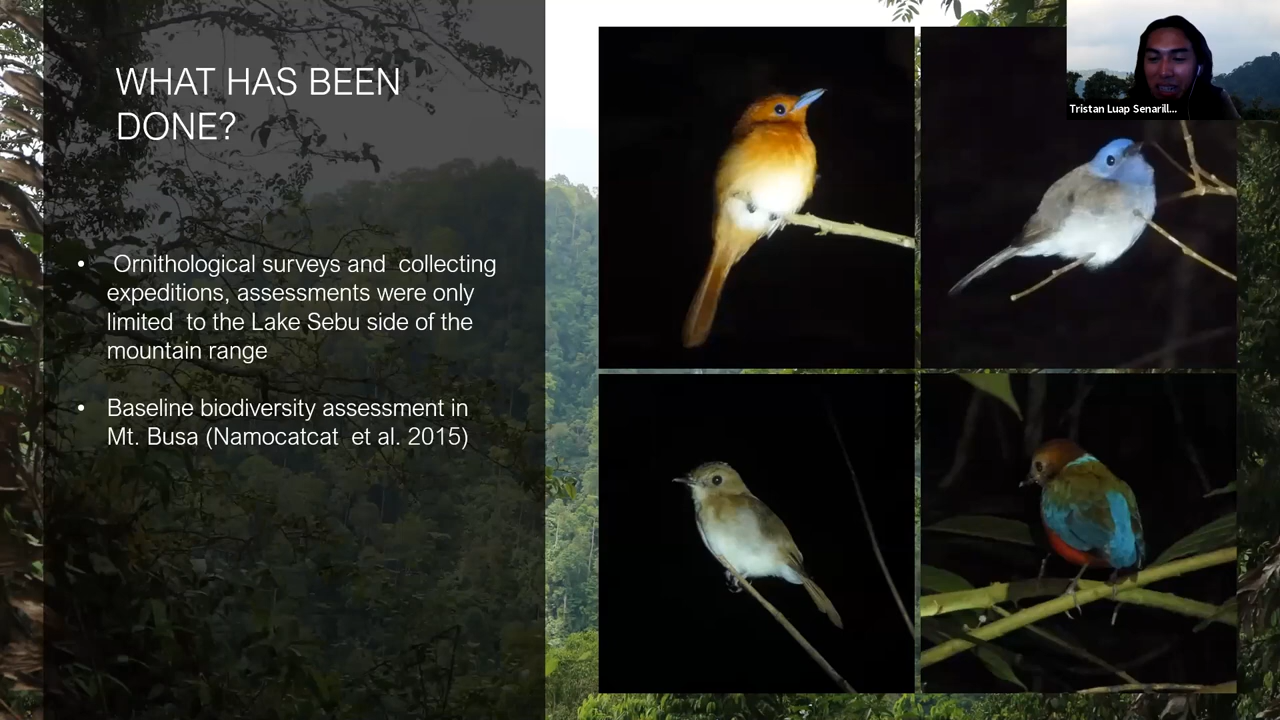 WHAT HAS BEEN
DONE?
• Ornithological surveys and collecting
expeditions, assessments were only
limited to the Lake Sebu side of the
mountain range
• Baseline biodiversity assessment in
Mt. Busa (Namocatcat et al. 2015)
Tristan Luap Senarill...